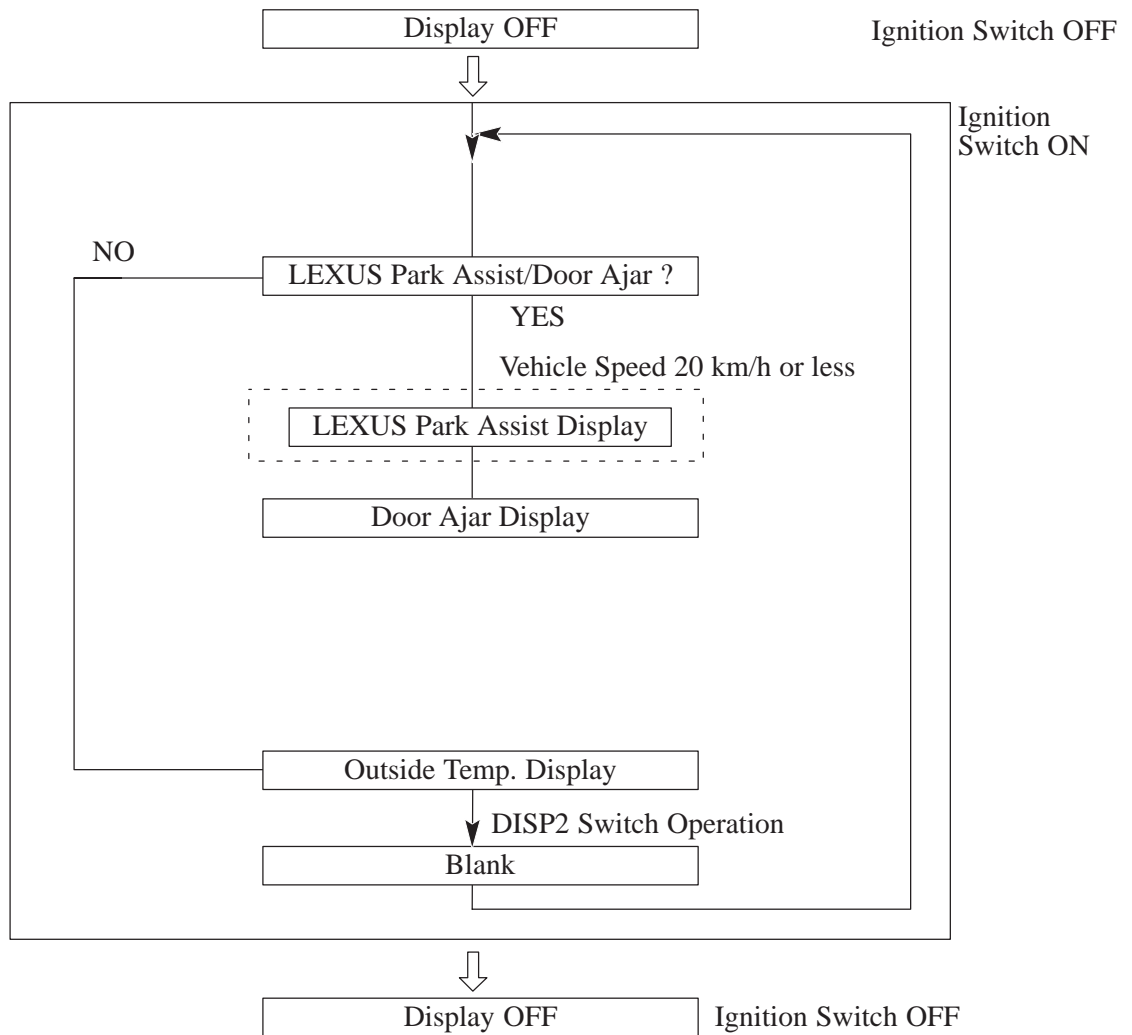 Display OFF
Ignition Switch OFF
Ignition
Switch ON
NO
LEXUS Park Assist/Door Ajar ?
YES
Vehicle Speed 20 km/h or less
LEXUS Park Assist Display
Door Ajar Display
Outside Temp. Display
DISP2 Switch Operation
Blank
Display OFF
Ignition Switch OFF